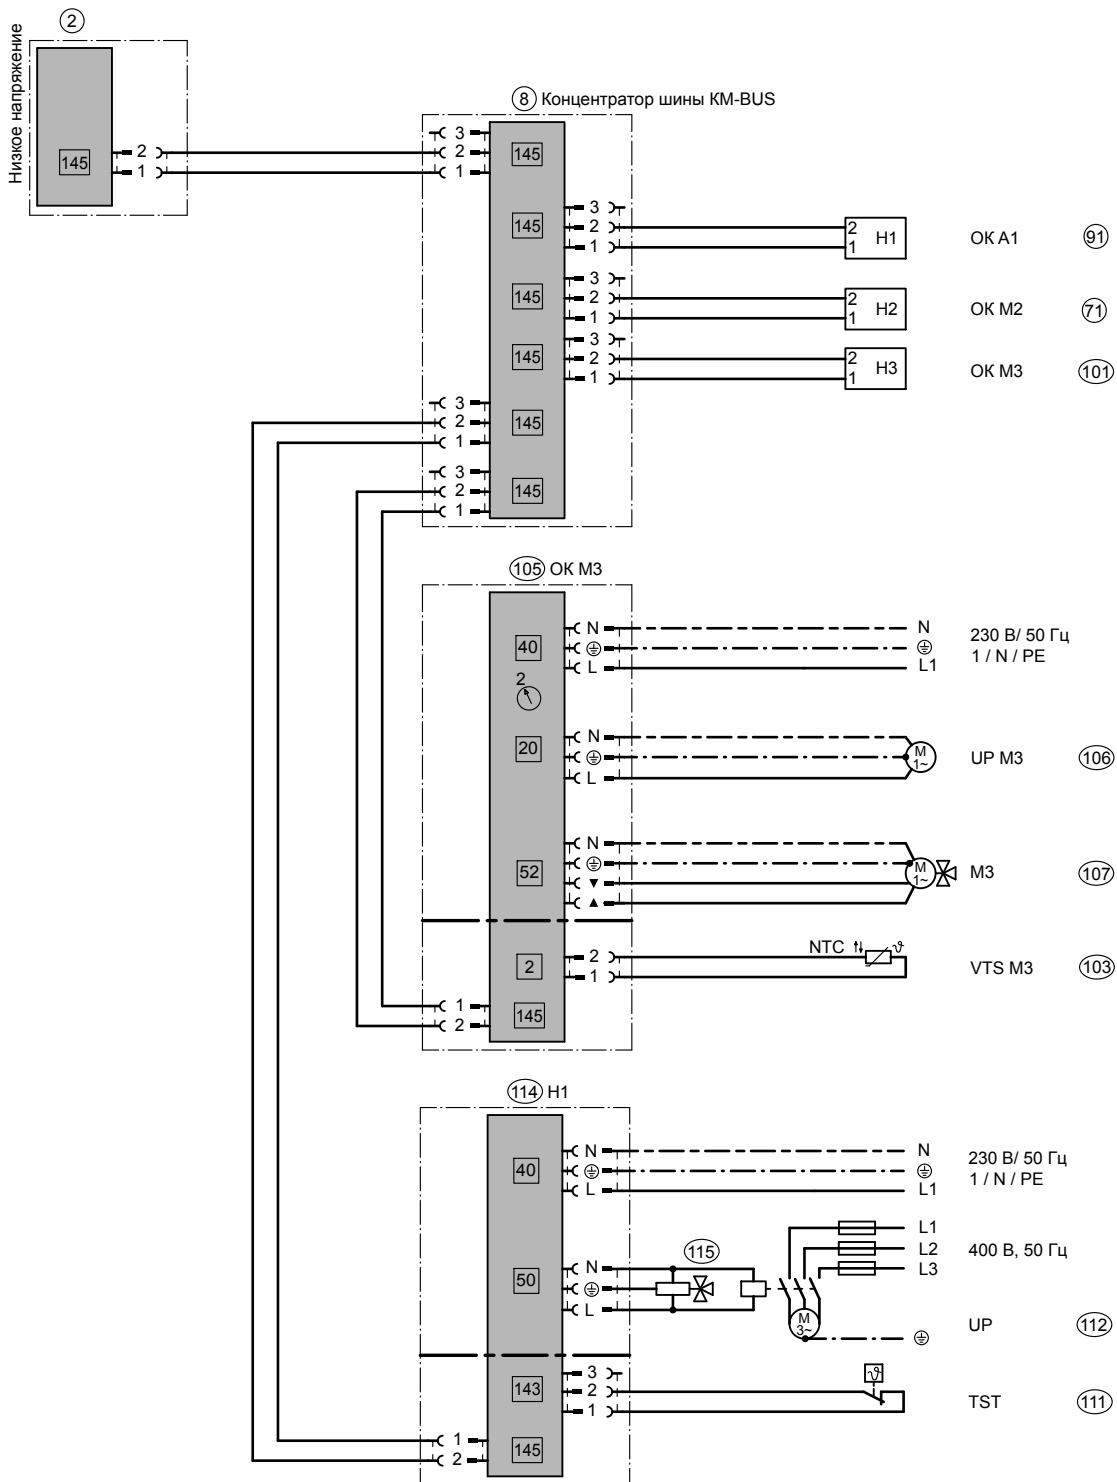 2
Низкое напряжение
145
2
1
8 Концентратор шины KM-BUS
3
2
1
145
145
3
2
1
2
1
H1
OK A1
91
145
3
2
1
2
1
H2
OK M2
71
145
3
2
1
2
1
H3
OK M3
101
3
2
1
145
3
2
1
145
105 OK M3
40
N
L
N
L1
230 В/ 50 Гц
1 / N / PE
2
20
N
L
M
1~
UP M3
106
52
N
▼
▲
M
1~
M3
107
2
2
1
NTC
ϑ
VTS M3
103
1
2
145
114 H1
40
N
L
N
L1
230 В/ 50 Гц
1 / N / PE
L1
L2
L3
400 В, 50 Гц
50
N
L
115
M
3~
UP
112
143
3
2
1
ϑ
TST
111
1
2
145